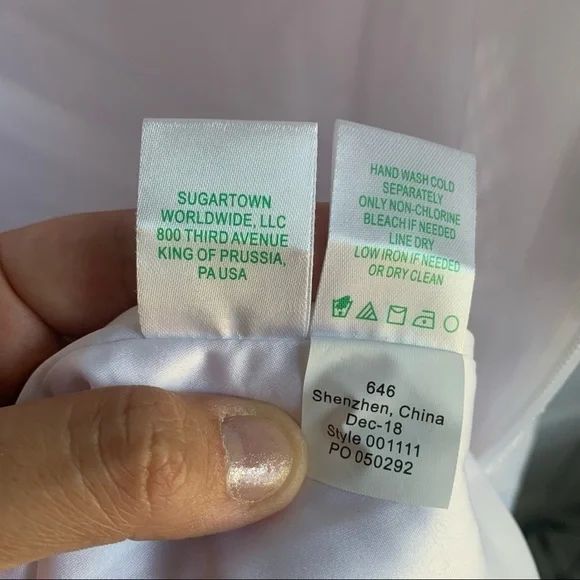 SUGARTOWN
WORLDWIDE, LLC
800 THIRD AVENUE
KING OF PRUSSIA,
PA USA
HAND WASH COLD
SEPARATELY
ONLY NON-CHLORINE
BLEACH IF NEEDED
LINE DRY
LOW IRON IF NEEDED
OR DRY CLEAN
646
Shenzhen, China
Dec-18
Style 001111
PO 050292